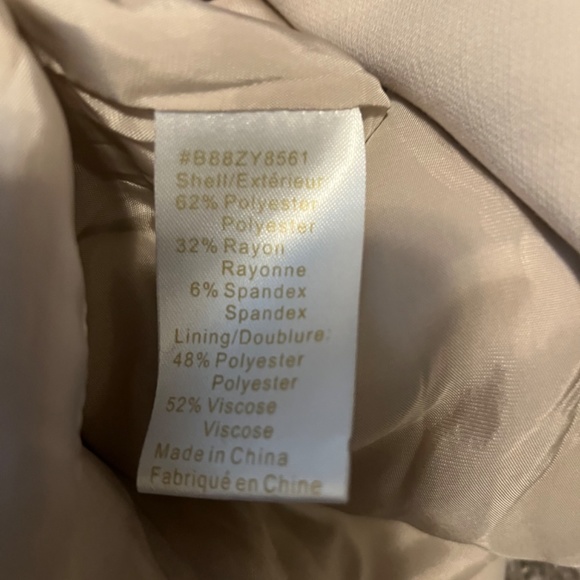 #B88ZY8561
Shell/Extérieur
62% Polyester
Polyester
32% Rayon
Rayonne
6% Spandex
Spandex
Lining/Doublure:
48% Polyester
Polyester
52% Viscose
Viscose
Made in China
Fabriqué en Chine